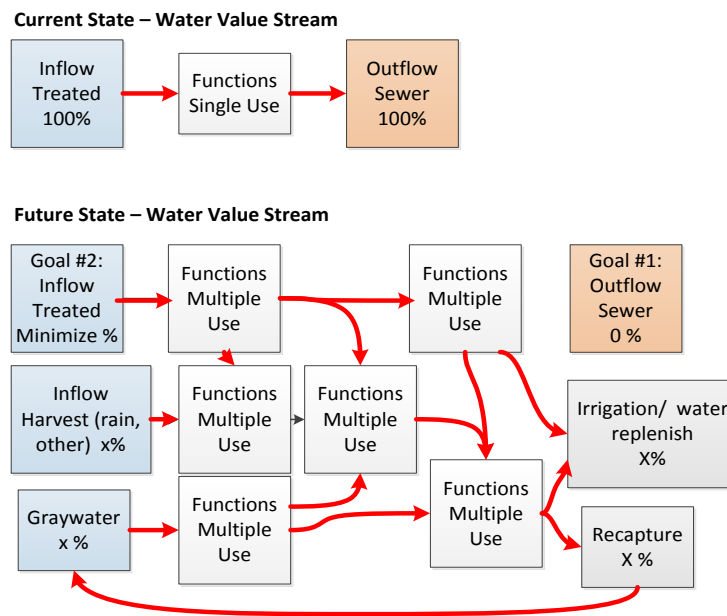 Current State – Water Value Stream
Inflow
Treated
100%
Functions
Single Use
Outflow
Sewer
100%
Future State – Water Value Stream
Goal #2:
Inflow
Treated
Minimize %
Functions
Multiple
Use
Functions
Multiple
Use
Goal #1:
Outflow
Sewer
0 %
Inflow
Harvest (rain,
other)  x%
Functions
Multiple
Use
Functions
Multiple
Use
Irrigation/  water
replenish
X%
Graywater
x %
Functions
Multiple
Use
Functions
Multiple
Use
Recapture
X %